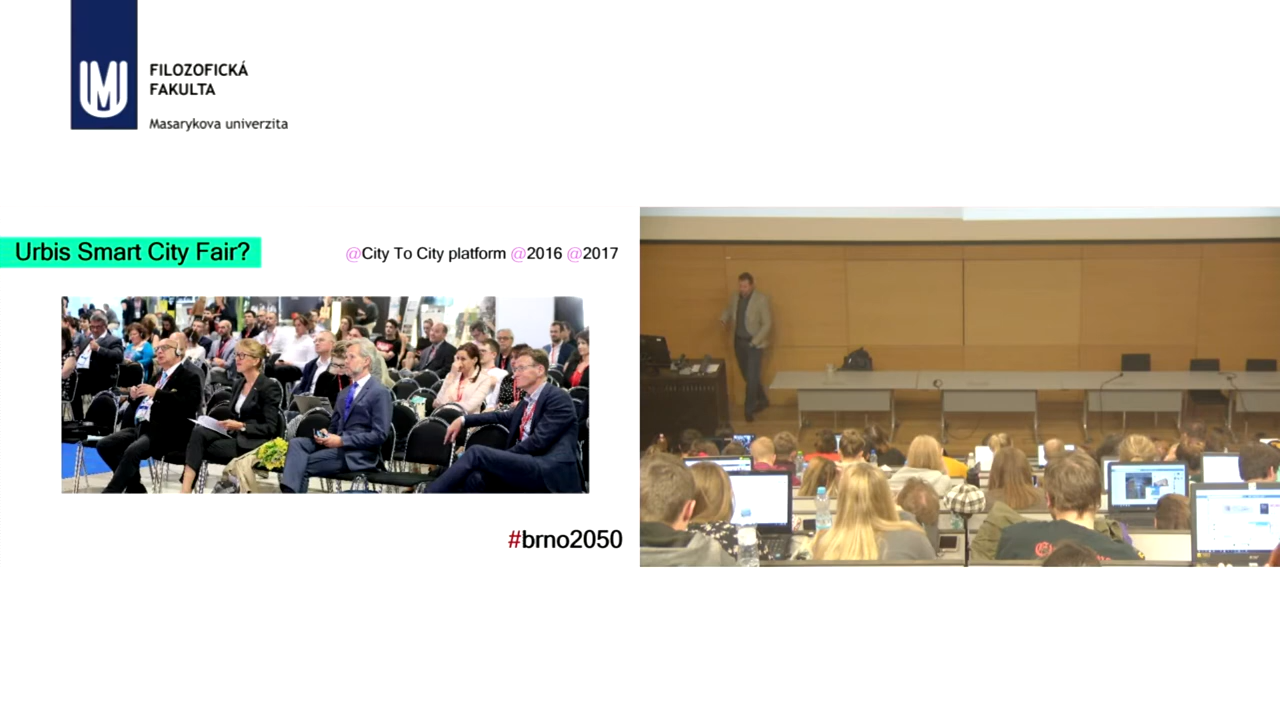 FILOZOFICKÁ
FAKULTA
Masarykova univerzita
Urbis Smart City Fair?
@City To City platform @2016 @2017
#brno2050